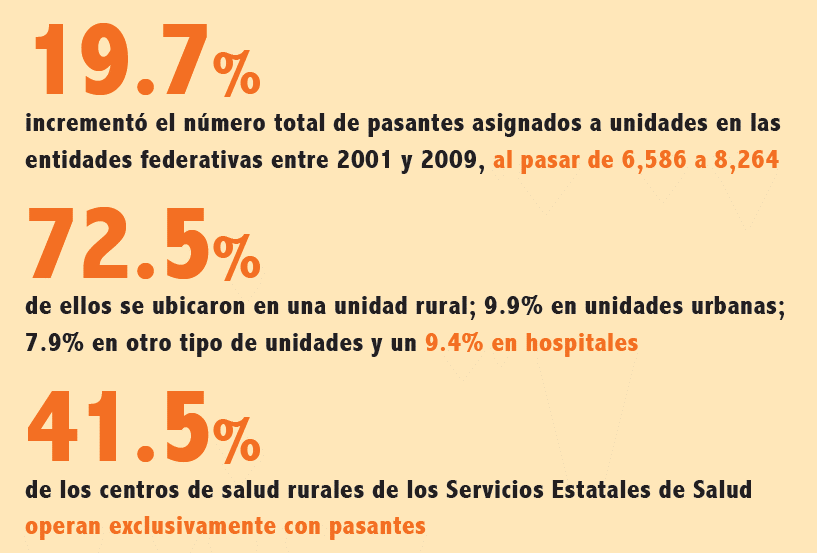 19.7%
incrementó el número total de pasantes asignados a unidades en las
entidades federativas entre 2001 y 2009, al pasar de 6,586 a 8,264
72.5%
de ellos se ubicaron en una unidad rural; 9.9% en unidades urbanas;
7.9% en otro tipo de unidades y un 9.4% en hospitales
41.5%
de los centros de salud rurales de los Servicios Estatales de Salud
operan exclusivamente con pasantes